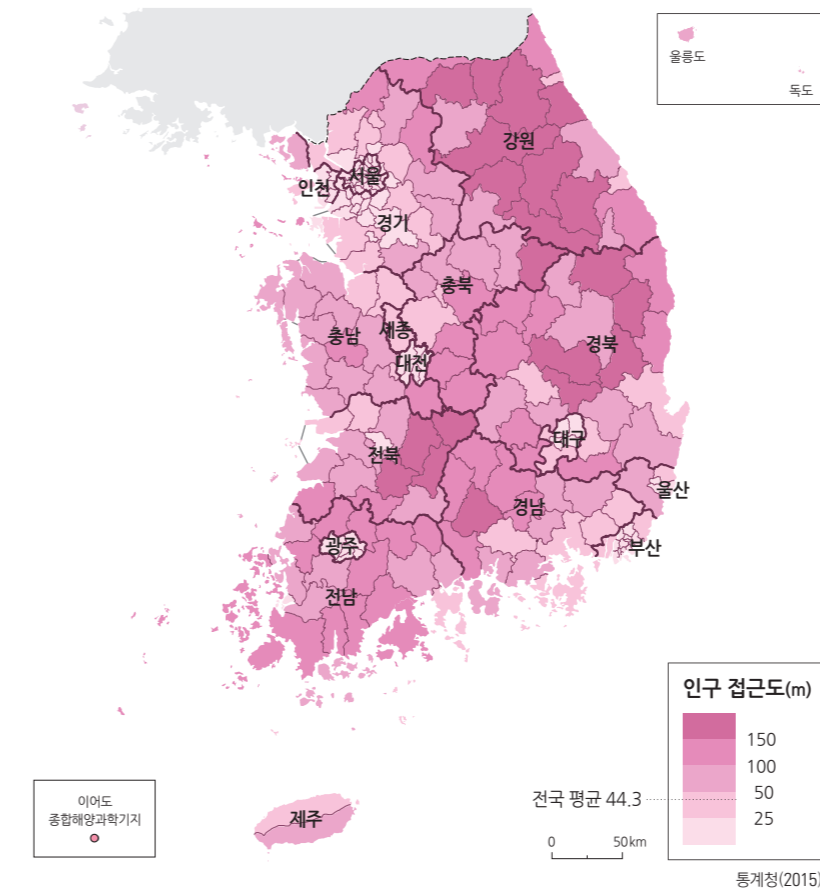 울릉도
독도
강원
서울
인천
경기
충북
세종
충남
대전
경북
대구
전북
울산
경남
부산
광주
전남
인구 접근도(m)
150
100
50
25
전국 평균 44.3
이어도
종합해양과학기지
제주
0 50km
통계청(2015)